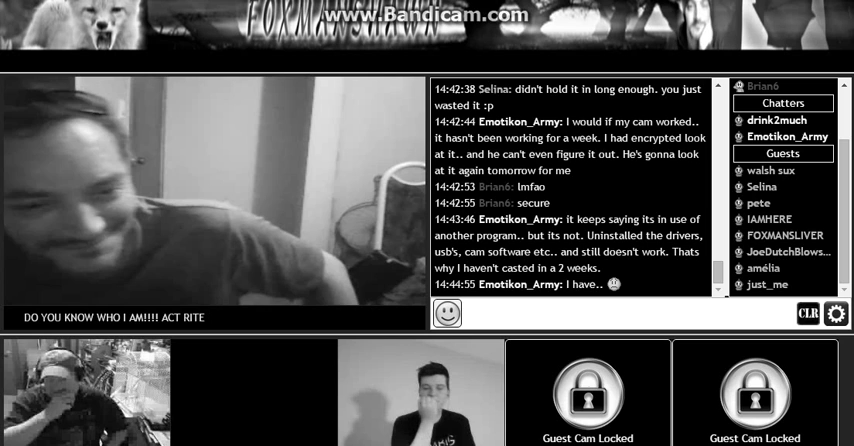 www.Bandicam.com
FOXMANSHAWN
14:42:38 Selina: didn't hold it in long enough. you just
wasted it :p
14:42:44 Emotikon_Army: I would if my cam worked..
it hasn't been working for a week. I had encrypted look
at it.. and he can't even figure it out. He's gonna look
at it again tomorrow for me
14:42:53 Brian6: lmfao
14:42:55 Brian6: secure
14:43:46 Emotikon_Army: it keeps saying its in use of
another program.. but its not. Uninstalled the drivers,
usb's, cam software etc.. and still doesn't work. Thats
why I haven't casted in a 2 weeks.
14:44:55 Emotikon_Army: I have..
Brian6
Chatters
drink2much
Emotikon_Army
Guests
walsh sux
Selina
pete
IAMHERE
FOXMANSLIVER
JoeDutchBlows...
amélia
just_me
CLR
DO YOU KNOW WHO I AM!!!! ACT RITE
Guest Cam Locked
Guest Cam Locked